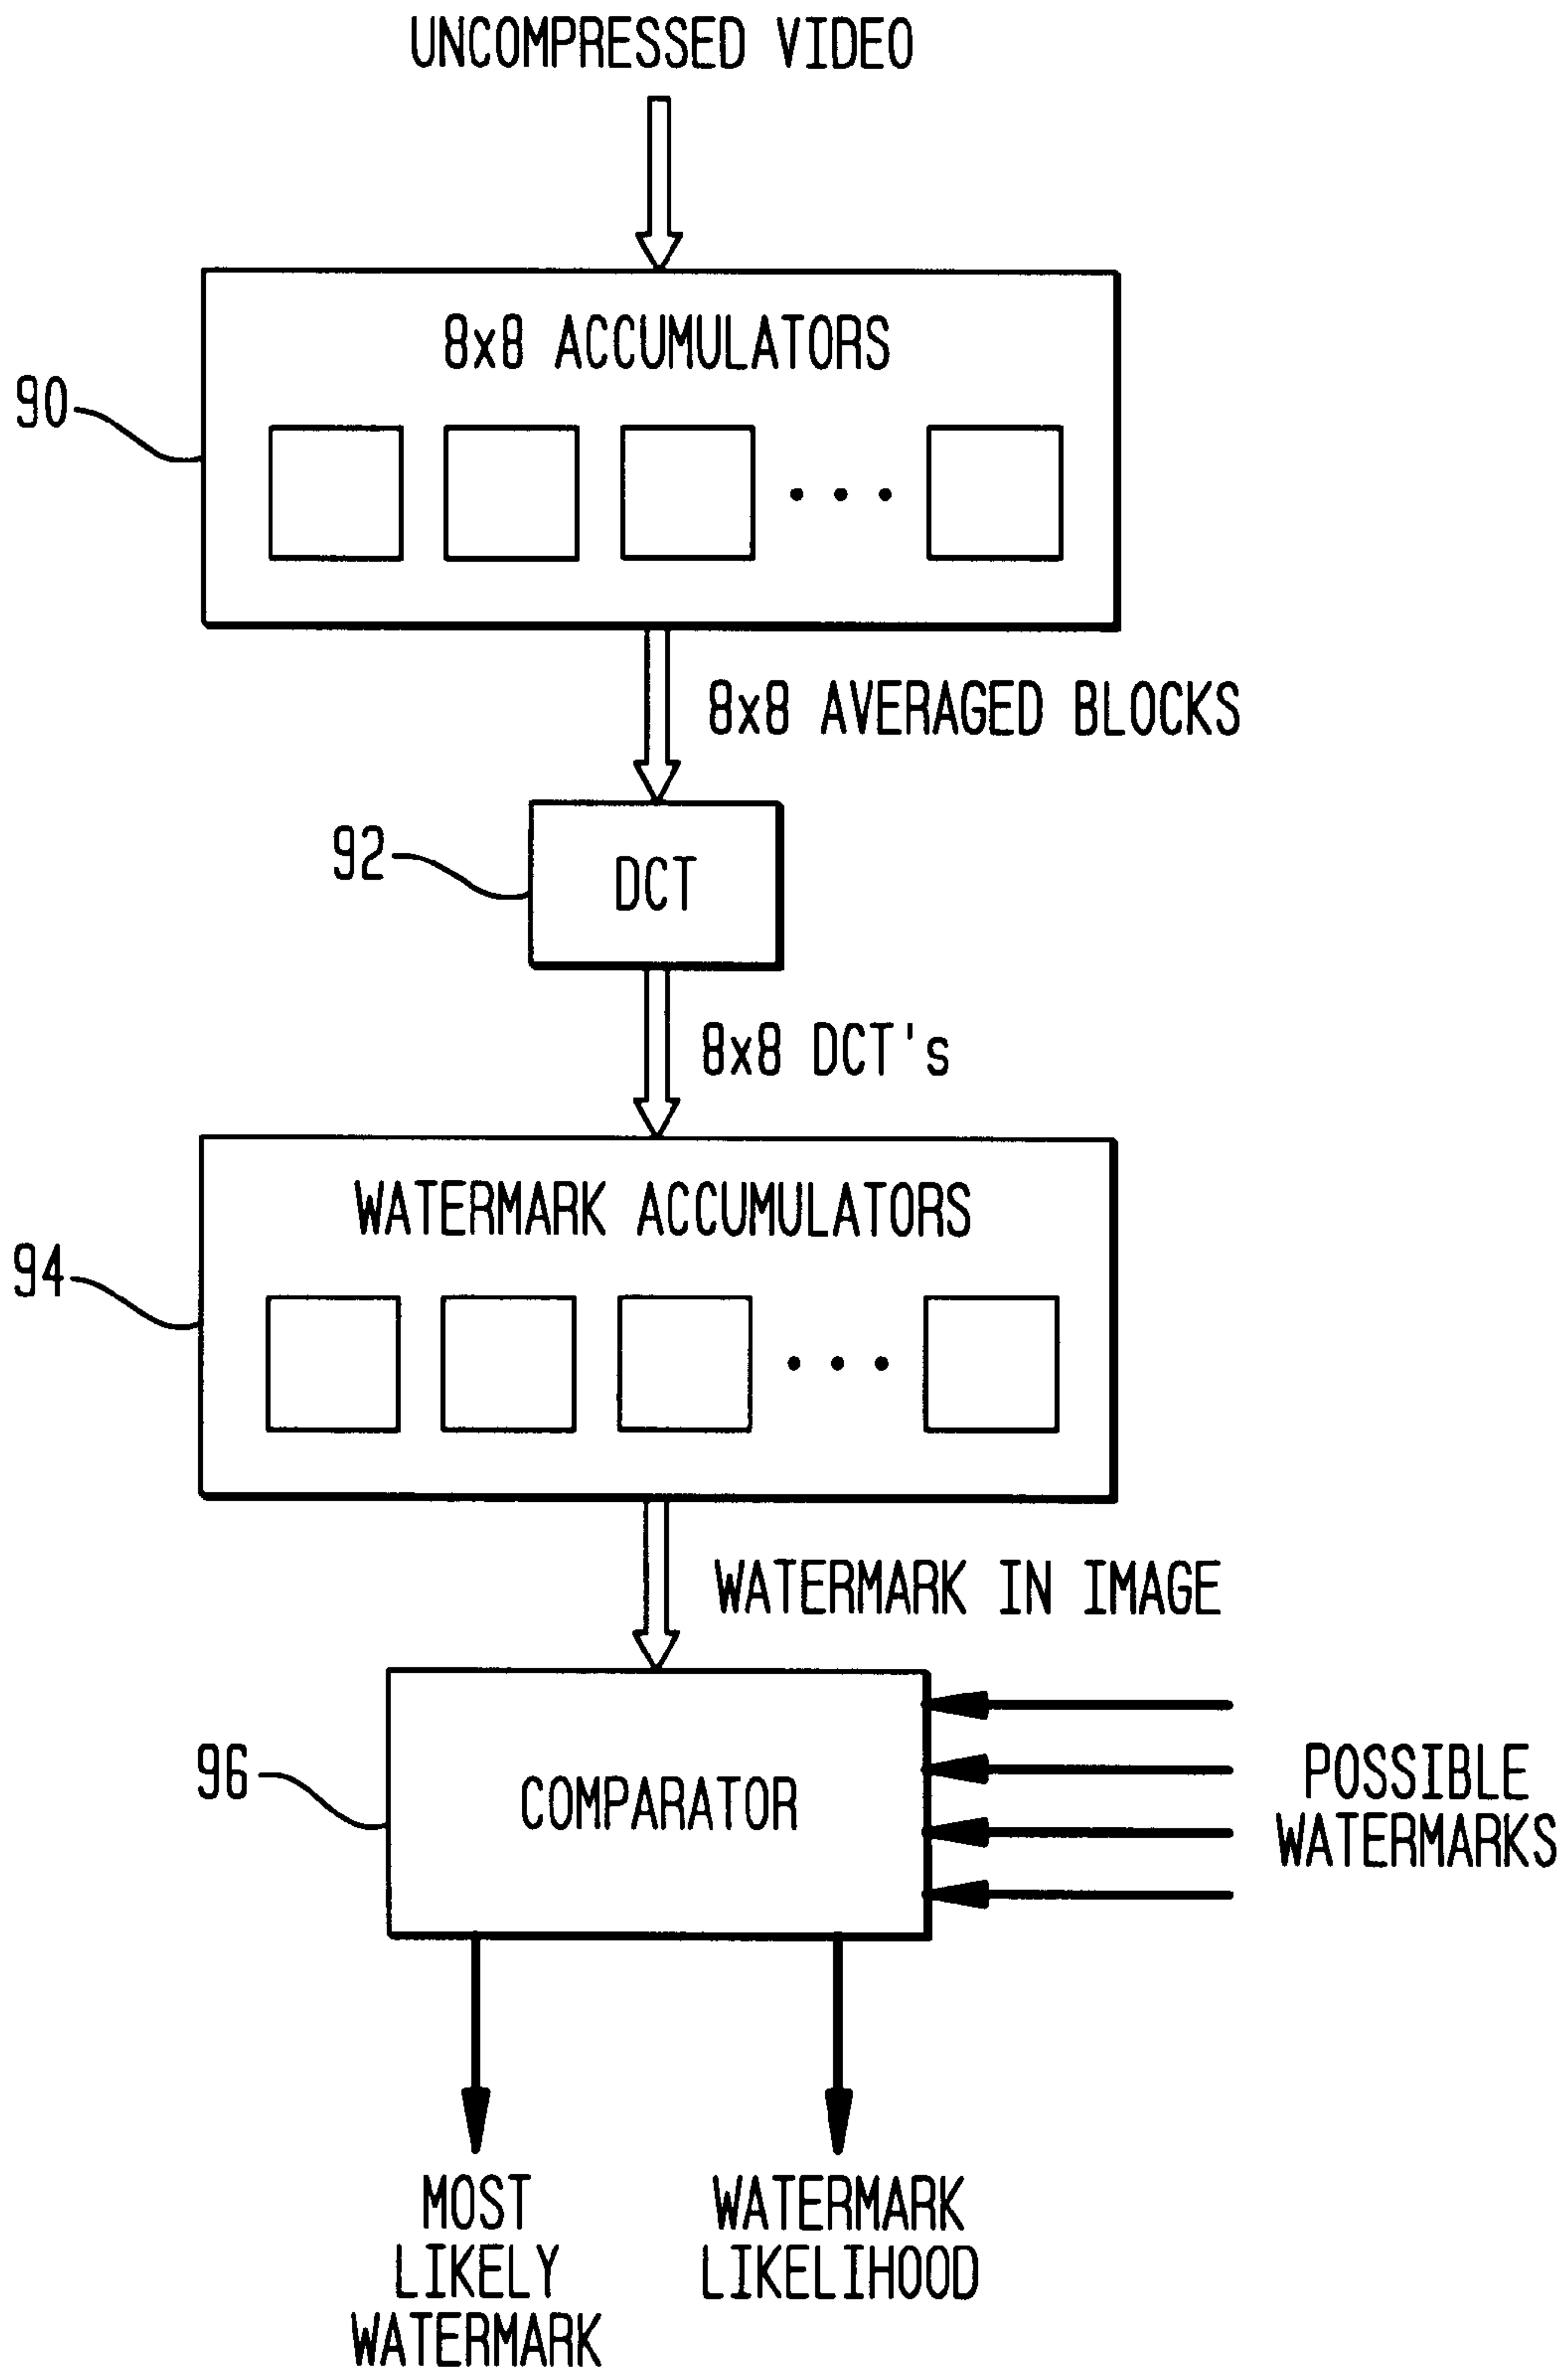 UNCOMPRESSED VIDEO
8x8 ACCUMULATORS
90
8x8 AVERAGED BLOCKS
92
DCT
8x8 DCT's
WATERMARK ACCUMULATORS
94
WATERMARK IN IMAGE
96
COMPARATOR
POSSIBLE
WATERMARKS
MOST
LIKELY
WATERMARK
WATERMARK
LIKELIHOOD